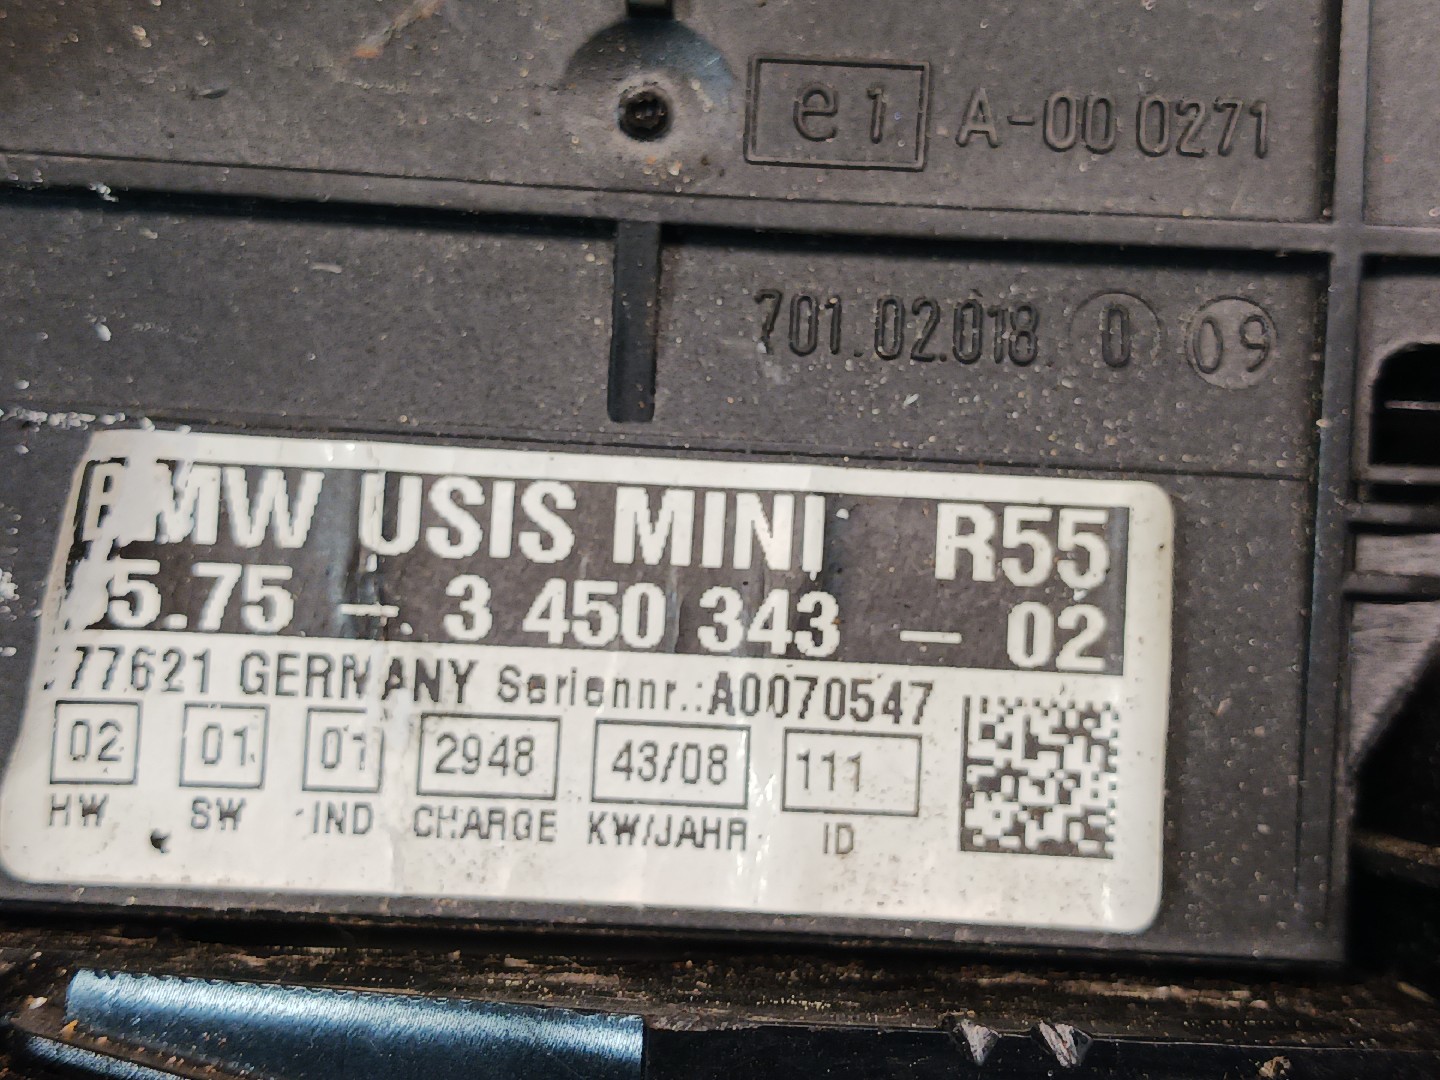 e1 A-00 0271
701.02.018. 0 09
BMW USIS MINI R55
5.75 - 3 450 343 - 02
77621 GERMANY Seriennr.:A0070547
02 01 01 2948 43/08 111
HW SW IND CHARGE KW/JAHR ID